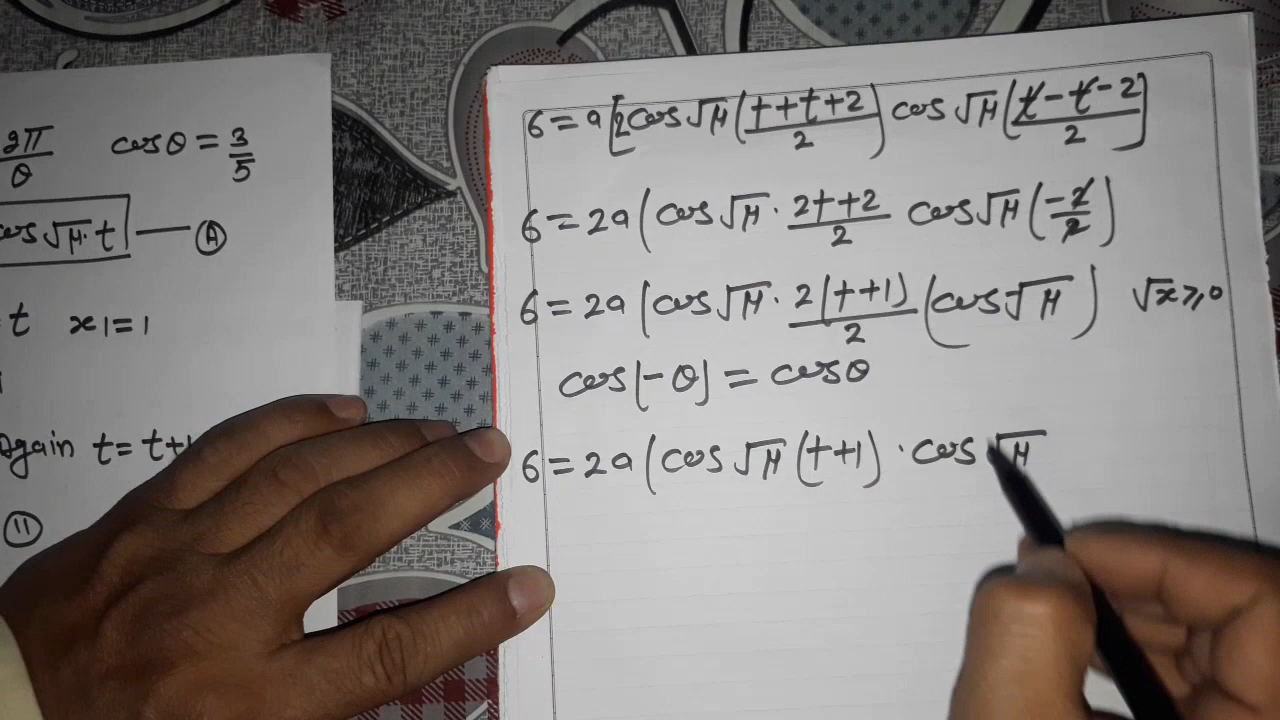 2π/θ cosθ = 3/5
cos √μ·t —— Ⓐ
t x₁ = 1
Again t = t+1
⑪
6 = a [2cos √μ ((t+t+2)/2) cos √μ ((t-t-2)/2)]
6 = 2a (cos √μ · (2t+2)/2 cos √μ (-2/2))
6 = 2a (cos √μ · 2(t+1)/2 (cos √μ) √x ≥ 0
cos(-θ) = cosθ
6 = 2a (cos √μ (t+1) · cos √μ